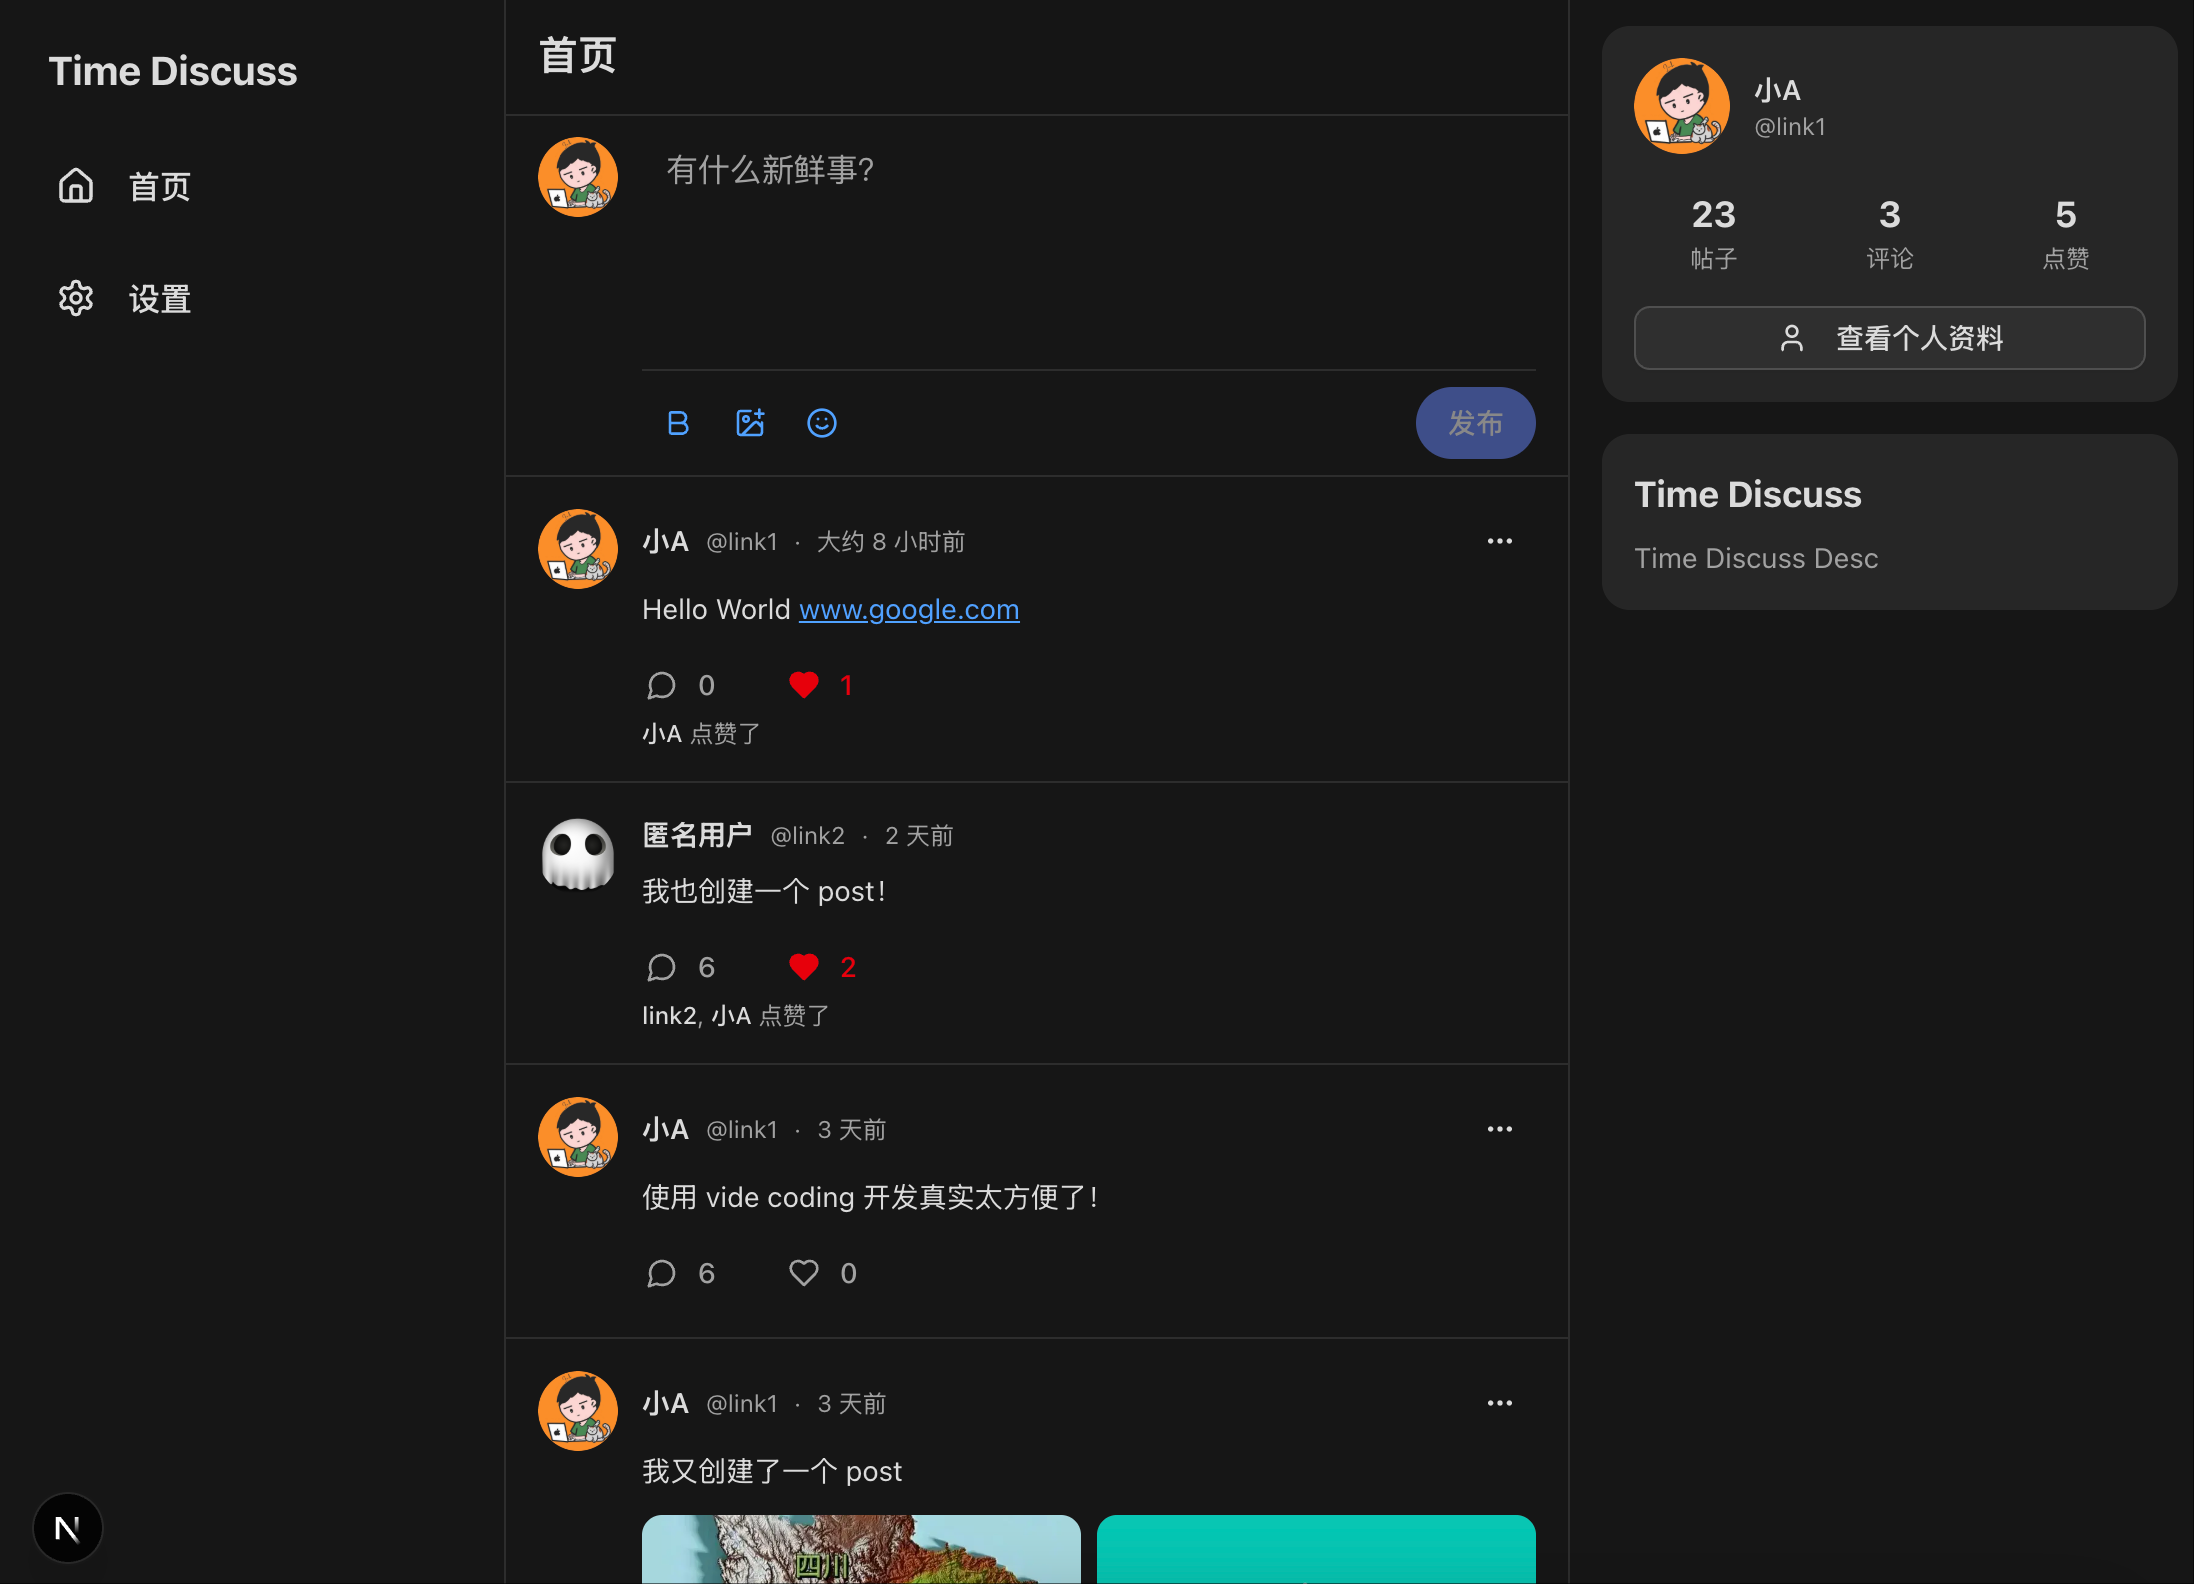 Time Discuss
首页
设置
首页
有什么新鲜事?
发布
小A @link1 · 大约 8 小时前
Hello World www.google.com
0 1
小A 点赞了
匿名用户 @link2 · 2 天前
我也创建一个 post！
6 2
link2, 小A 点赞了
小A @link1 · 3 天前
使用 vide coding 开发真实太方便了！
6 0
小A @link1 · 3 天前
我又创建了一个 post
四川
小A
@link1
23 3 5
帖子 评论 点赞
查看个人资料
Time Discuss
Time Discuss Desc
N